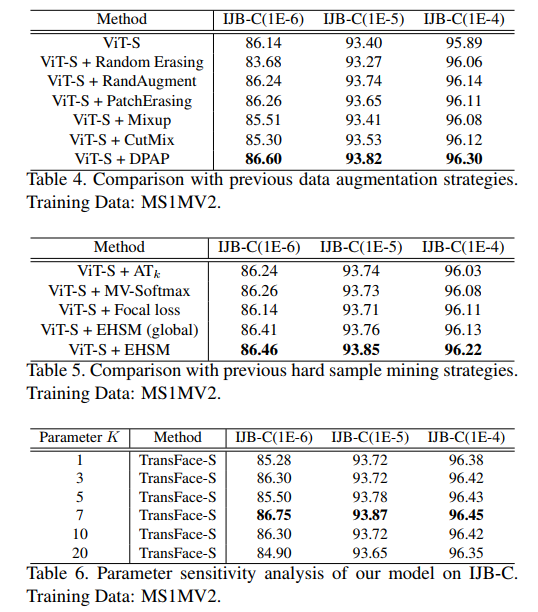 Method IJB-C(1E-6) IJB-C(1E-5) IJB-C(1E-4)
ViT-S 86.14 93.40 95.89
ViT-S + Random Erasing 83.68 93.27 96.06
ViT-S + RandAugment 86.24 93.74 96.14
ViT-S + PatchErasing 86.26 93.65 96.11
ViT-S + Mixup 85.51 93.41 96.08
ViT-S + CutMix 85.30 93.53 96.12
ViT-S + DPAP 86.60 93.82 96.30
Table 4. Comparison with previous data augmentation strategies.
Training Data: MS1MV2.
Method IJB-C(1E-6) IJB-C(1E-5) IJB-C(1E-4)
ViT-S + ATk 86.24 93.74 96.03
ViT-S + MV-Softmax 86.26 93.73 96.08
ViT-S + Focal loss 86.14 93.71 96.11
ViT-S + EHSM (global) 86.41 93.76 96.13
ViT-S + EHSM 86.46 93.85 96.22
Table 5. Comparison with previous hard sample mining strategies.
Training Data: MS1MV2.
Parameter K Method IJB-C(1E-6) IJB-C(1E-5) IJB-C(1E-4)
1 TransFace-S 85.28 93.72 96.38
3 TransFace-S 86.30 93.72 96.42
5 TransFace-S 85.50 93.78 96.43
7 TransFace-S 86.75 93.87 96.45
10 TransFace-S 86.30 93.72 96.42
20 TransFace-S 84.90 93.65 96.35
Table 6. Parameter sensitivity analysis of our model on IJB-C.
Training Data: MS1MV2.